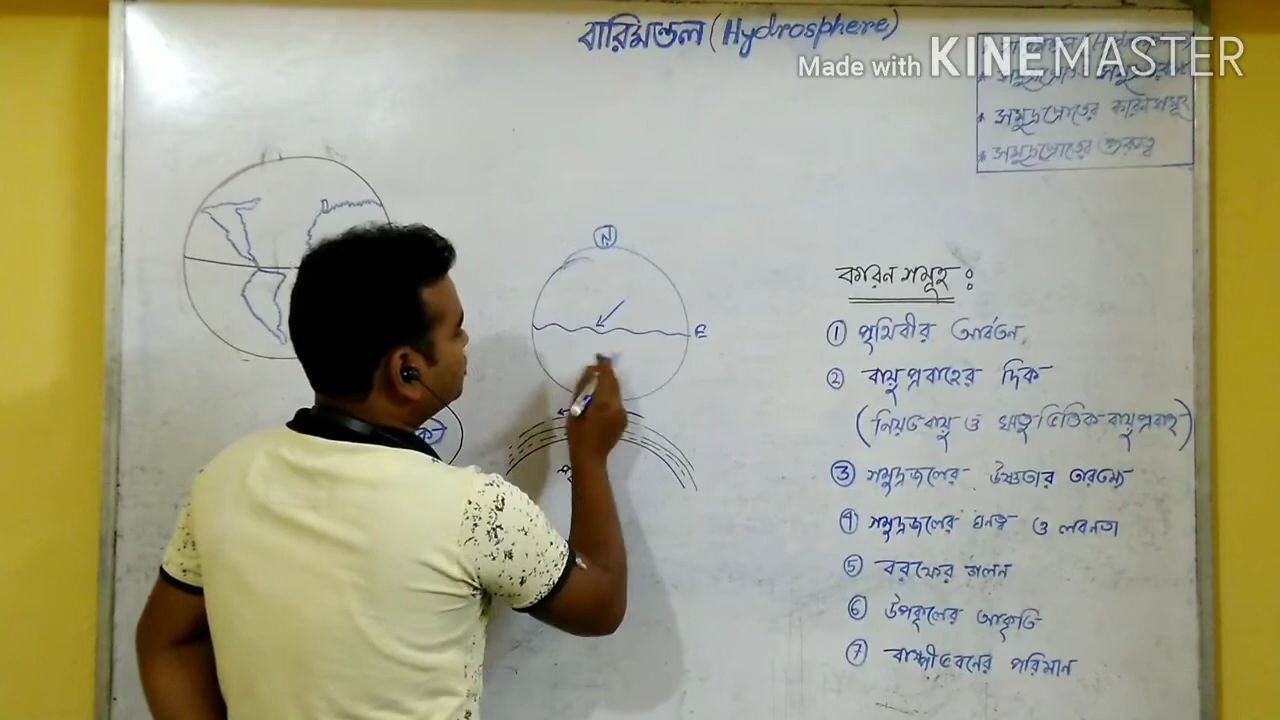 বারিমন্ডল (Hydrosphere)
Made with KINEMASTER
* সমুদ্রস্রোতের কারনসমূহ
* সমুদ্রস্রোতের গুরুত্ব
N
E
কারন সমূহ :
① পৃথিবীর আবর্তন
② বায়ুপ্রবাহের দিক
(নিয়তবায়ু ও ঋতুভিত্তিক বায়ুপ্রবাহ)
③ সমুদ্রজলের উষ্ণতার তারতম্য
④ সমুদ্রজলের ঘনত্ব ও লবনতা
⑤ বরফের গলন
⑥ উপকূলের আকৃতি
⑦ বাষ্পীভবনের পরিমান